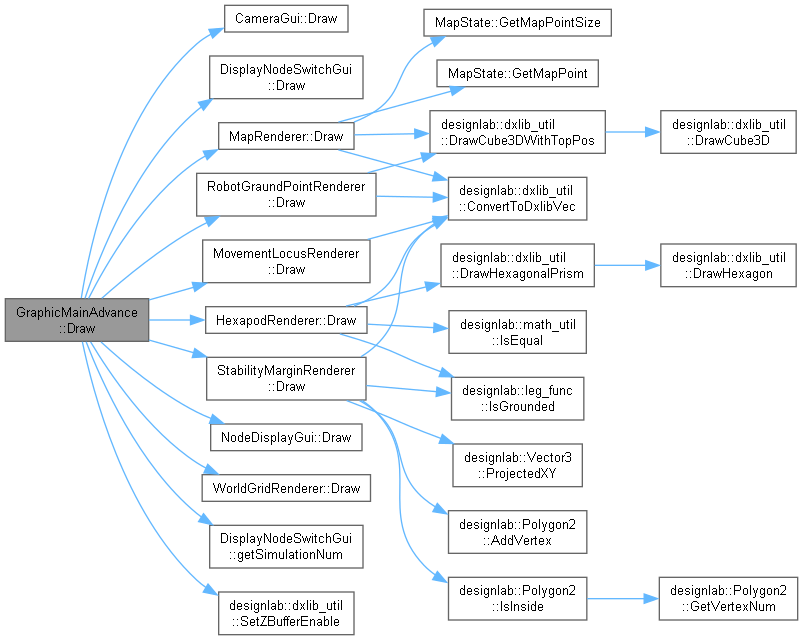 GraphicMainAdvance
::Draw
CameraGui::Draw
DisplayNodeSwitchGui
::Draw
MapRenderer::Draw
RobotGraundPointRenderer
::Draw
MovementLocusRenderer
::Draw
HexapodRenderer::Draw
StabilityMarginRenderer
::Draw
NodeDisplayGui::Draw
WorldGridRenderer::Draw
DisplayNodeSwitchGui
::getSimulationNum
designlab::dxlib_util
::SetZBufferEnable
MapState::GetMapPointSize
MapState::GetMapPoint
designlab::dxlib_util
::DrawCube3DWithTopPos
designlab::dxlib_util
::ConvertToDxlibVec
designlab::dxlib_util
::DrawHexagonalPrism
designlab::math_util
::IsEqual
designlab::leg_func
::IsGrounded
designlab::Vector3
::ProjectedXY
designlab::Polygon2
::AddVertex
designlab::Polygon2
::IsInside
designlab::dxlib_util
::DrawCube3D
designlab::dxlib_util
::DrawHexagon
designlab::Polygon2
::GetVertexNum